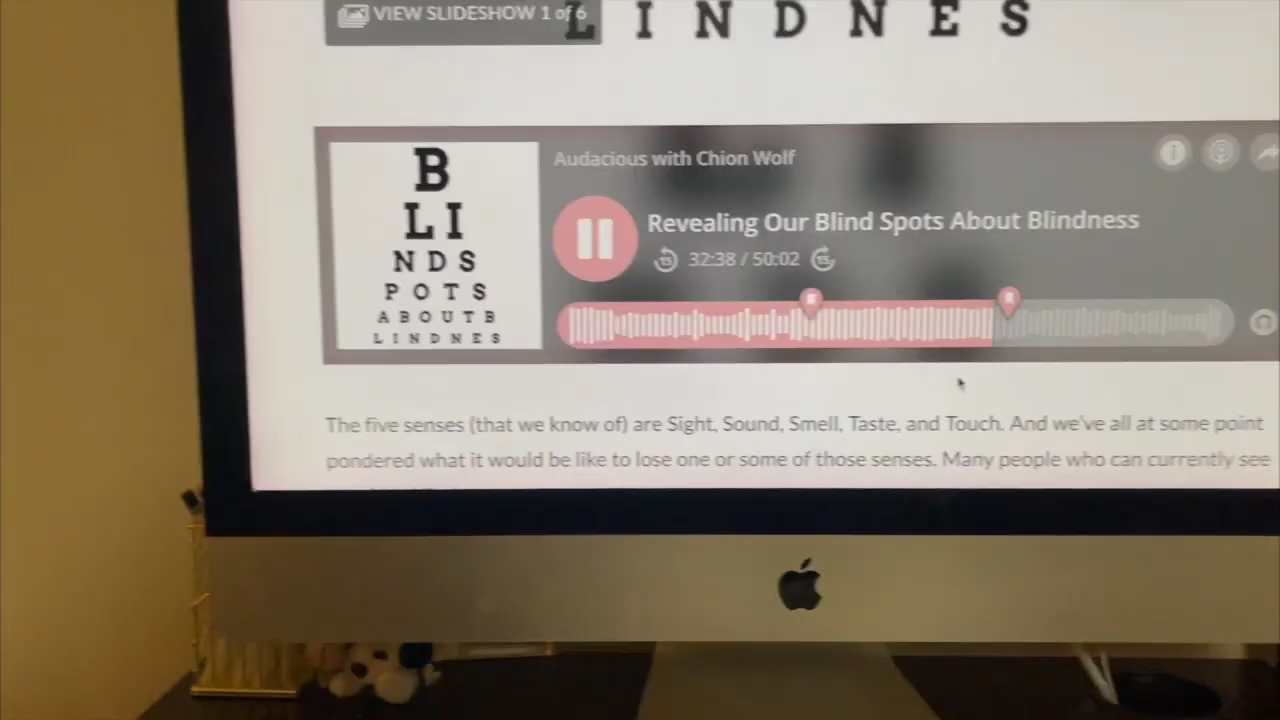 VIEW SLIDESHOW 1 of 6
LINDNES
Audacious with Chion Wolf
B
LI
NDS
POTS
ABOUTB
LINDNES
Revealing Our Blind Spots About Blindness
15 32:38 / 50:02 15
The five senses (that we know of) are Sight, Sound, Smell, Taste, and Touch. And we've all at some point
pondered what it would be like to lose one or some of those senses. Many people who can currently see